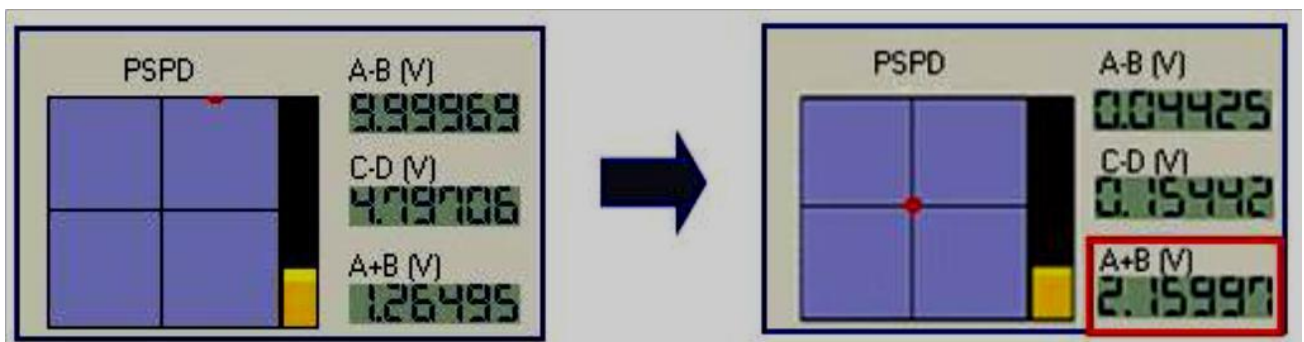 PSPD
A-B (V)
9.99969
C-D (V)
4.79706
A+B (V)
1.26495
PSPD
A-B (V)
0.04425
C-D (V)
0.15442
A+B (V)
2.15997